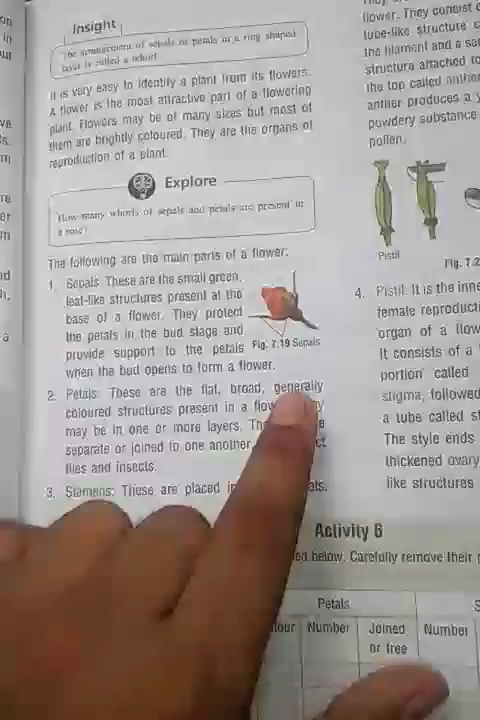 Insight
The arrangement of sepals or petals in a ring shaped
layer is called a whorl.
It is very easy to identify a plant from its flowers.
A flower is the most attractive part of a flowering
plant. Flowers may be of many sizes but most of
them are brightly coloured. They are the organs of
reproduction of a plant.
Explore
How many whorls of sepals and petals are present in
a rose?
The following are the main parts of a flower:
1. Sepals: These are the small green,
leaf-like structures present at the
base of a flower. They protect
the petals in the bud stage and
provide support to the petals
when the bud opens to form a flower.
Fig. 7.19 Sepals
2. Petals: These are the flat, broad, generally
coloured structures present in a
may be in one or more layers.
separate or joined to one another
flies and insects.
3. Stamens: These are placed
flower. They consist
tube-like structure
the filament and a
structure attached
the top called
anther produces a
powdery substance
pollen.
Pistil
Fig. 7.2
4. Pistil: It is the
female
organ of a
It consists of a
portion called
stigma, followed
a tube called
The style ends
thickened ovary
like structures
Activity 6
below. Carefully remove their
Petals
Number Joined Number
or free